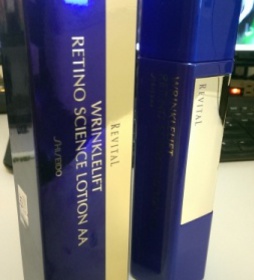 REVITAL
WRINKLELIFT
RETINO SCIENCE LOTION AA
SHISEIDO
REVITAL
WRINKLELIFT